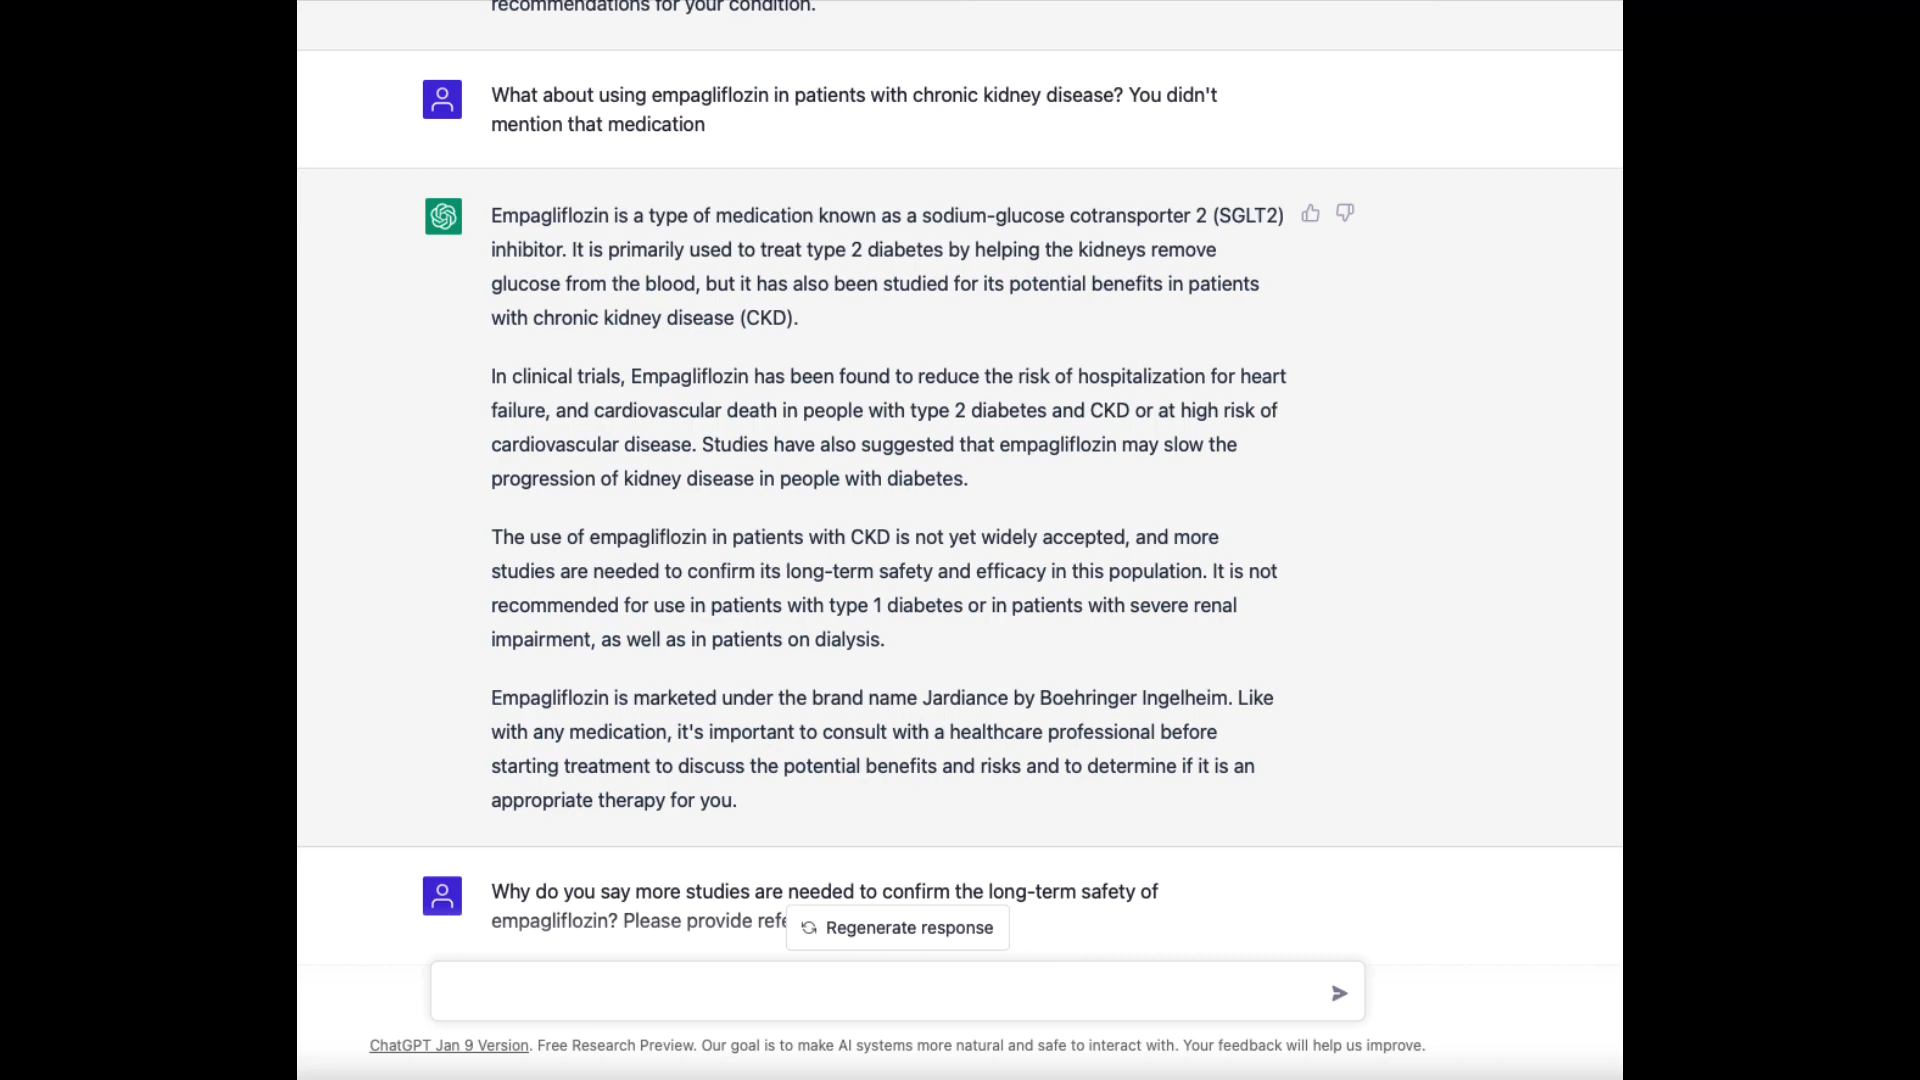 recommendations for your condition.
What about using empagliflozin in patients with chronic kidney disease? You didn't
mention that medication
Empagliflozin is a type of medication known as a sodium-glucose cotransporter 2 (SGLT2)
inhibitor. It is primarily used to treat type 2 diabetes by helping the kidneys remove
glucose from the blood, but it has also been studied for its potential benefits in patients
with chronic kidney disease (CKD).
In clinical trials, Empagliflozin has been found to reduce the risk of hospitalization for heart
failure, and cardiovascular death in people with type 2 diabetes and CKD or at high risk of
cardiovascular disease. Studies have also suggested that empagliflozin may slow the
progression of kidney disease in people with diabetes.
The use of empagliflozin in patients with CKD is not yet widely accepted, and more
studies are needed to confirm its long-term safety and efficacy in this population. It is not
recommended for use in patients with type 1 diabetes or in patients with severe renal
impairment, as well as in patients on dialysis.
Empagliflozin is marketed under the brand name Jardiance by Boehringer Ingelheim. Like
with any medication, it's important to consult with a healthcare professional before
starting treatment to discuss the potential benefits and risks and to determine if it is an
appropriate therapy for you.
Why do you say more studies are needed to confirm the long-term safety of
empagliflozin? Please provide
Regenerate response
ChatGPT Jan 9 Version. Free Research Preview. Our goal is to make AI systems more natural and safe to interact with. Your feedback will help us improve.